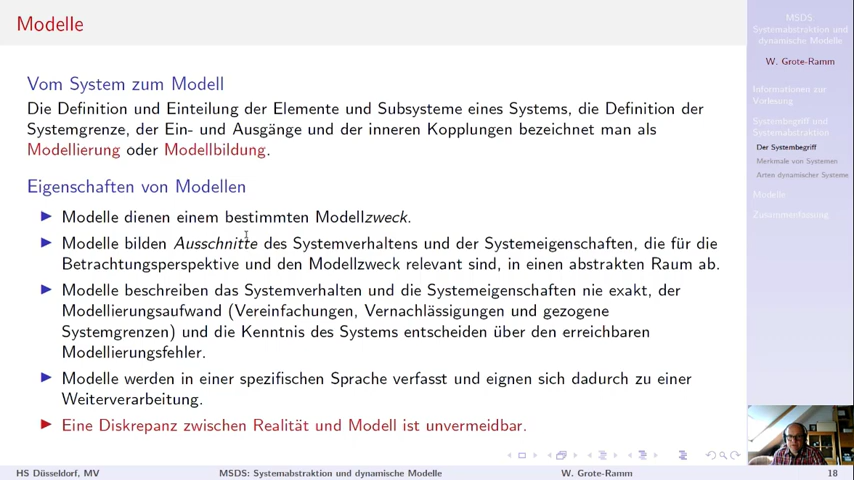 Modelle
Vom System zum Modell
Die Definition und Einteilung der Elemente und Subsysteme eines Systems, die Definition der
Systemgrenze, der Ein- und Ausgänge und der inneren Kopplungen bezeichnet man als
Modellierung oder Modellbildung.
Eigenschaften von Modellen
Modelle dienen einem bestimmten Modellzweck.
Modelle bilden Ausschnitte des Systemverhaltens und der Systemeigenschaften, die für die
Betrachtungsperspektive und den Modellzweck relevant sind, in einen abstrakten Raum ab.
Modelle beschreiben das Systemverhalten und die Systemeigenschaften nie exakt, der
Modellierungsaufwand (Vereinfachungen, Vernachlässigungen und gezogene
Systemgrenzen) und die Kenntnis des Systems entscheiden über den erreichbaren
Modellierungsfehler.
Modelle werden in einer spezifischen Sprache verfasst und eignen sich dadurch zu einer
Weiterverarbeitung.
Eine Diskrepanz zwischen Realität und Modell ist unvermeidbar.
MSDS
Systemabstraktion und
dynamische Modelle
W. Grote-Ramm
Informationen zur
Vorlesung
Systembegriff und
Systemabstraktion
Der Systembegriff
Merkmale von Systemen
Arten dynamischer Systeme
Modelle
Zusammenfassung
HS Düsseldorf, MV
MSDS: Systemabstraktion und dynamische Modelle
W. Grote-Ramm
18